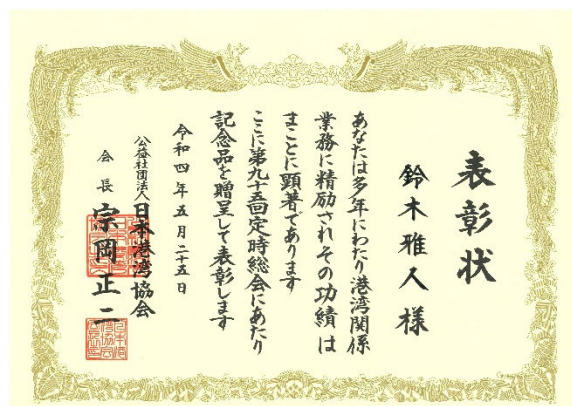 表彰状
鈴木雅人様
あなたは多年にわたり港湾関係
業務に精励されその功績は
まことに顕著であります
ここに第九十五回定時総会にあたり
記念品を贈呈して表彰します
令和四年五月二十五日
公益社団法人日本港湾協会
会長 宗岡正二